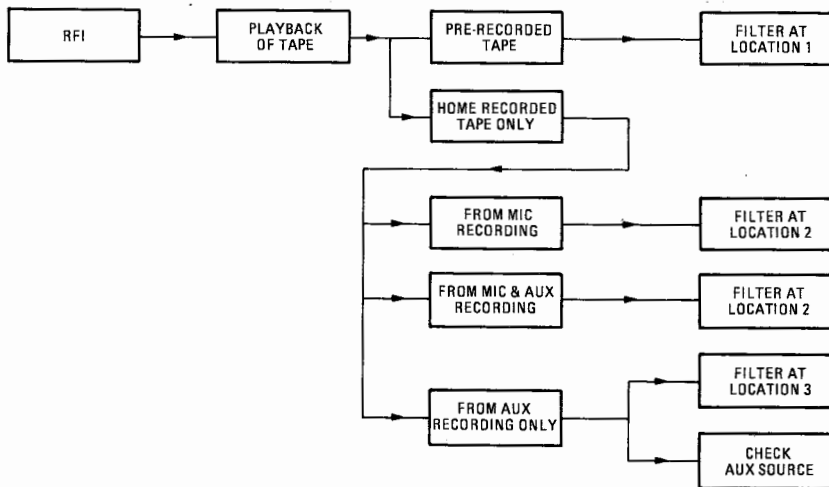 RFI
PLAYBACK
OF TAPE
PRE-RECORDED
TAPE
FILTER AT
LOCATION 1
HOME RECORDED
TAPE ONLY
FROM MIC
RECORDING
FILTER AT
LOCATION 2
FROM MIC & AUX
RECORDING
FILTER AT
LOCATION 2
FROM AUX
RECORDING ONLY
FILTER AT
LOCATION 3
CHECK
AUX SOURCE